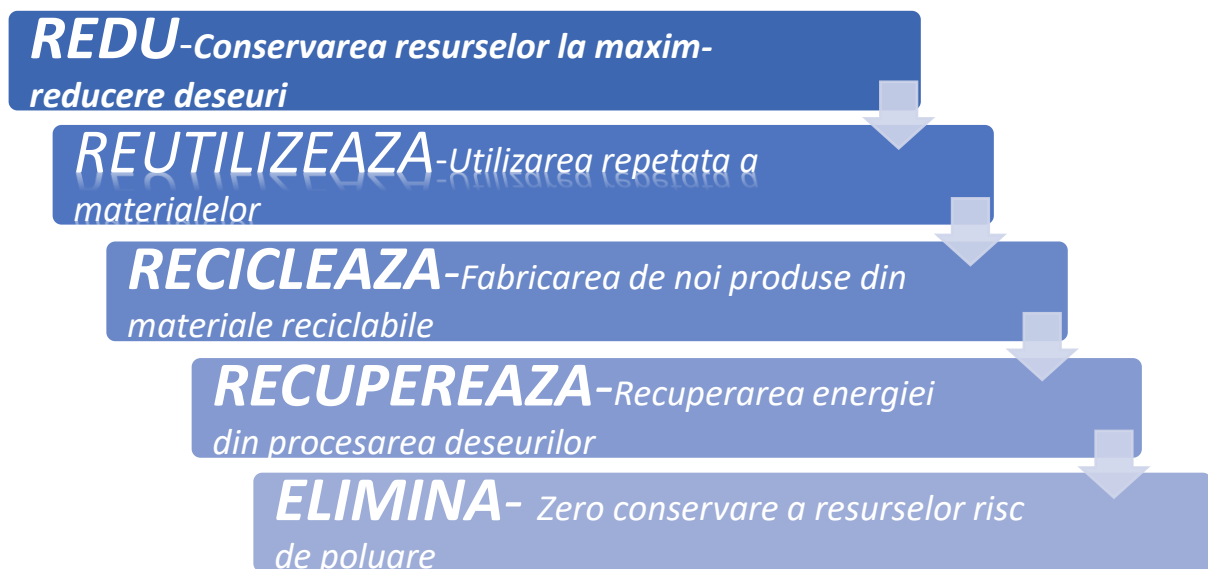 REDU-Conservarea resurselor la maxim-
reducere deseuri
REUTILIZEAZA-Utilizarea repetata a
materialelor
RECICLEAZA-Fabricarea de noi produse din
materiale reciclabile
RECUPEREAZA-Recuperarea energiei
din procesarea deseurilor
ELIMINA- Zero conservare a resurselor risc
de poluare